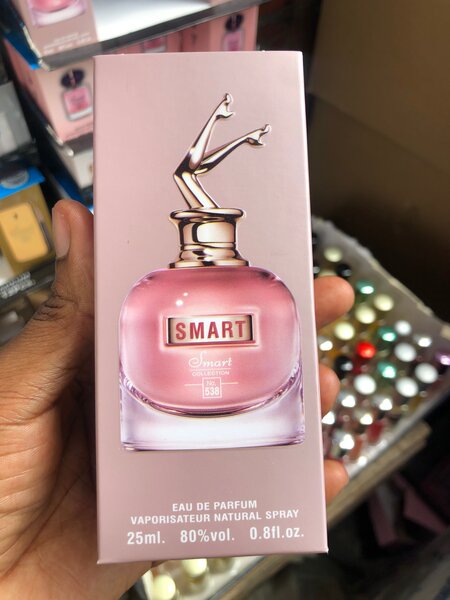 SMART
Smart
COLLECTION
No.
538
EAU DE PARFUM
VAPORISATEUR NATURAL SPRAY
25ml. 80%vol. 0.8fl.oz.